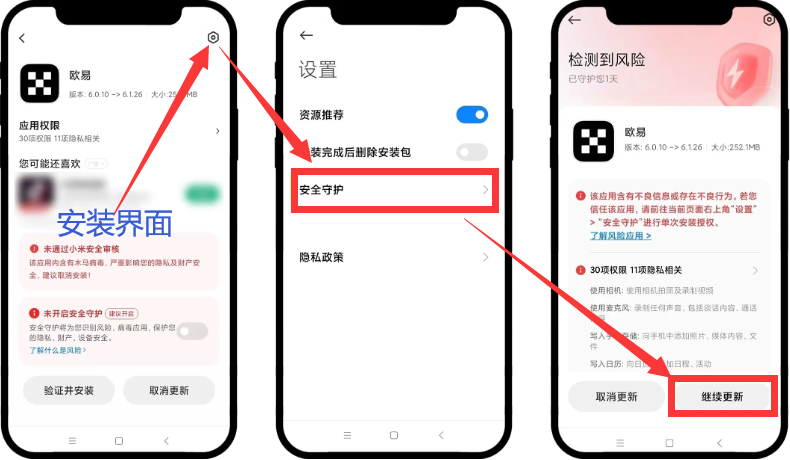 欧易
版本: 6.0.10 -> 6.1.26 | 大小:25
.1MB
应用权限
30项权限 11项隐私相关
您可能还喜欢
安装界面
未通过小米安全审核
该应用内含有木马病毒,严重影响您的隐私及财产安
全, 建议取消安装!
未开启安全守护 建议开启
安全守护将为您识别风险, 病毒应用, 保护您
的隐私、财产、设备安全。
了解什么是风险>
验证并安装
取消更新
设置
资源推荐
装完成后删除安装包
安全守护
隐私政策
检测到风险
已守护您1天
欧易
版本: 6.0.10 -> 6.1.26 | 大小:252.1MB
该应用含有不良信息或存在不良行为。若您
信任该应用, 请前往当前页面右上角"设置"
> "安全守护"进行单次安装授权。
了解风险应用 >
30项权限 11项隐私相关
使用相机: 使用相机拍照及录制视频
使用麦克风: 录制任何声音, 包括谈话内容、通话
写入手 存储: 向手机中添加照片, 媒体内容、文
件
写入日历: 向日 加日程, 活动
取消更新
继续更新